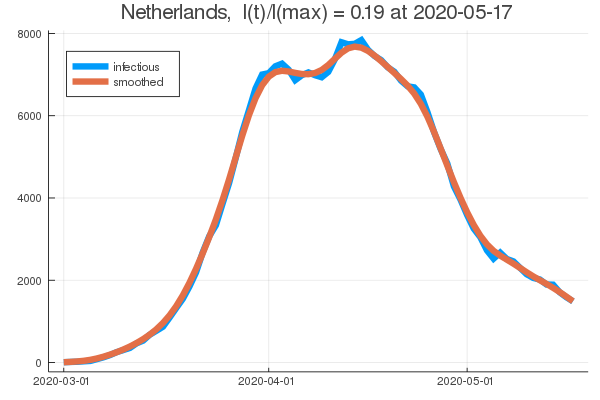 Netherlands,  I(t)/I(max) = 0.19 at 2020-05-17
8000
infectious
smoothed
6000
4000
2000
0
2020-03-01
2020-04-01
2020-05-01